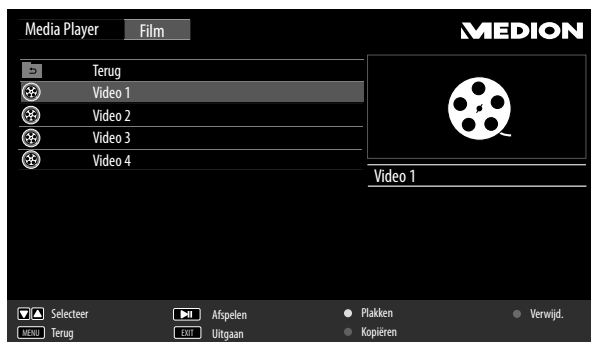 Media Player Film MEDION
Terug
Video 1
Video 2
Video 3
Video 4
Video 1
Selecteer Afspelen Plakken Verwijd.
MENU Terug EXIT Uitgaan Kopiëren